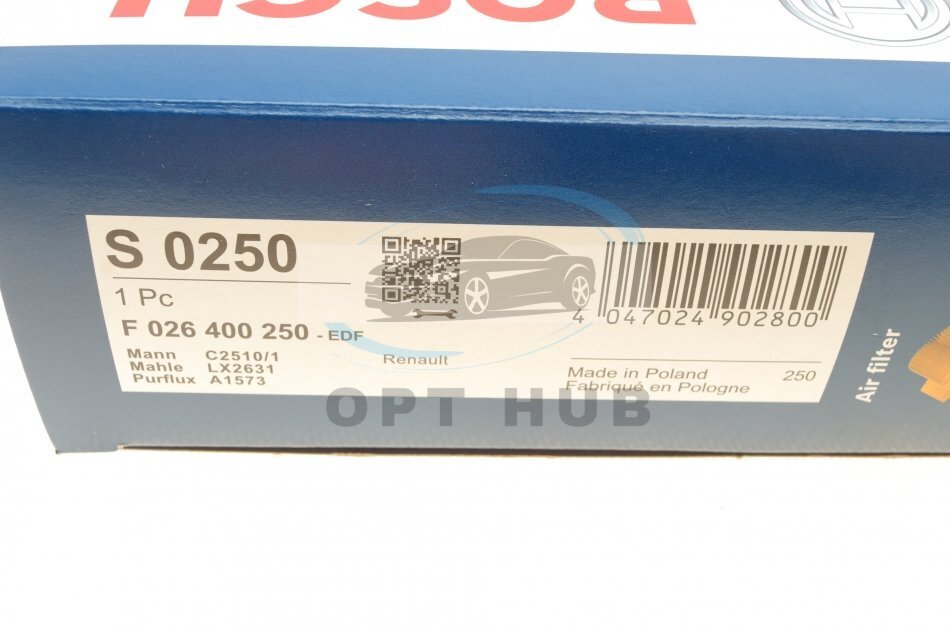 BOSCH
S 0250
1 Pc
F 026 400 250 - EDF
Mann C2510/1
Mahle LX2631
Purflux A1573
Renault
4 047024 902800
Made in Poland 250
Fabriqué en Pologne
Air filter
OPT HUB